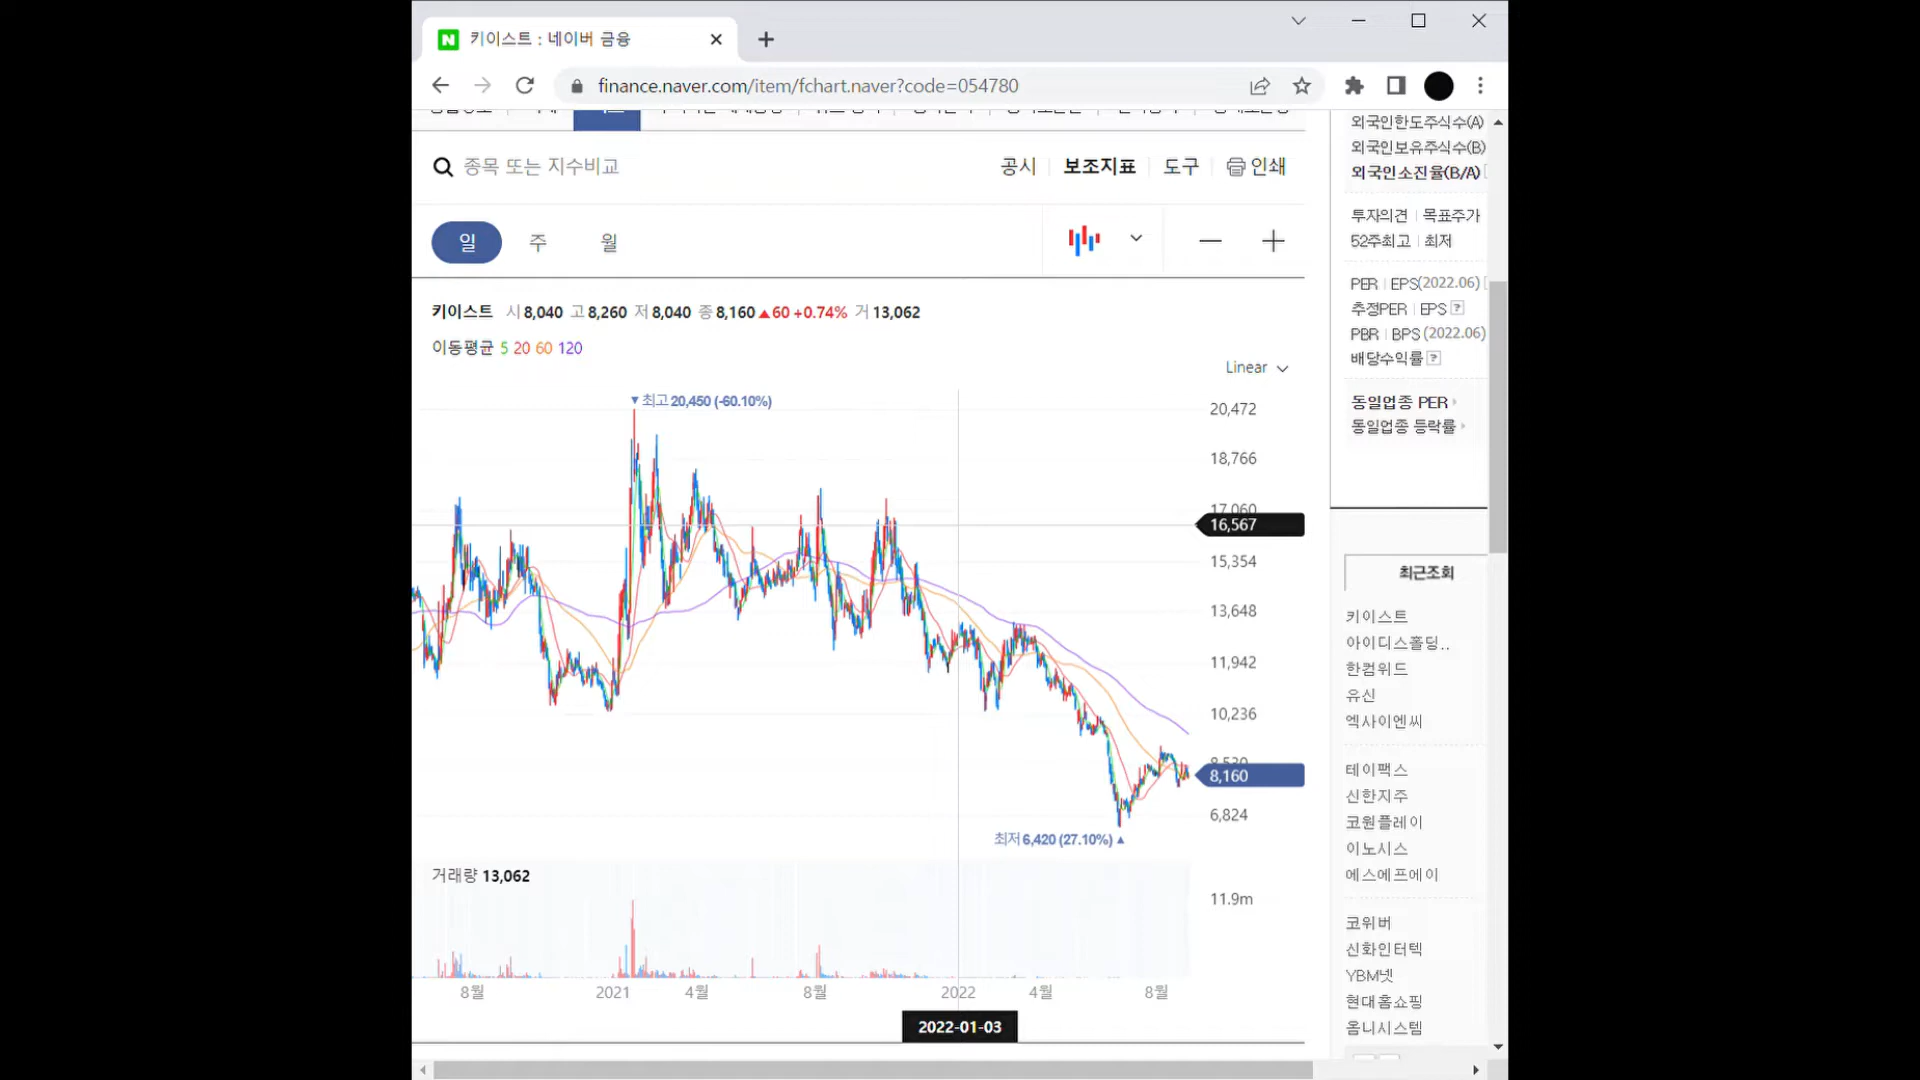 키이스트 : 네이버 금융
finance.naver.com/item/fchart.naver?code=054780
종목 또는 지수비교
공시
보조지표
도구
인쇄
일
주
월
키이스트 시 8,040 고 8,260 저 8,040 종 8,160 ▲60 +0.74% 거 13,062
이동평균 5 20 60 120
Linear
▼최고 20,450 (-60.10%)
20,472
18,766
17,060
16,567
15,354
13,648
11,942
10,236
8,530
8,160
6,824
최저 6,420 (27.10%) ▲
거래량 13,062
11.9m
8월 2021 4월 8월 2022 4월 8월
2022-01-03
외국인한도주식수(A)
외국인보유주식수(B)
외국인소진율(B/A)
투자의견 | 목표주가
52주최고 | 최저
PER | EPS(2022.06)
추정PER | EPS ?
PBR | BPS (2022.06)
배당수익률 ?
동일업종 PER
동일업종 등락률
최근조회
키이스트
아이디스홀딩..
한컴위드
유신
엑사이엔씨
테이팩스
신한지주
코원플레이
이노시스
에스에프에이
코위버
신화인터텍
YBM넷
현대홈쇼핑
옴니시스템